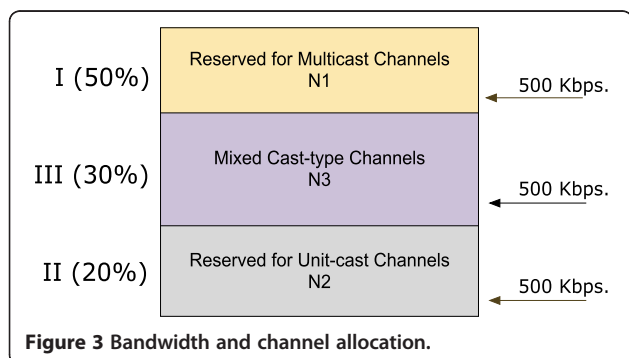 I (50%)
Reserved for Multicast Channels
N1
500 Kbps.
III (30%)
Mixed Cast-type Channels
N3
500 Kbps.
II (20%)
Reserved for Unit-cast Channels
N2
500 Kbps.
Figure 3 Bandwidth and channel allocation.